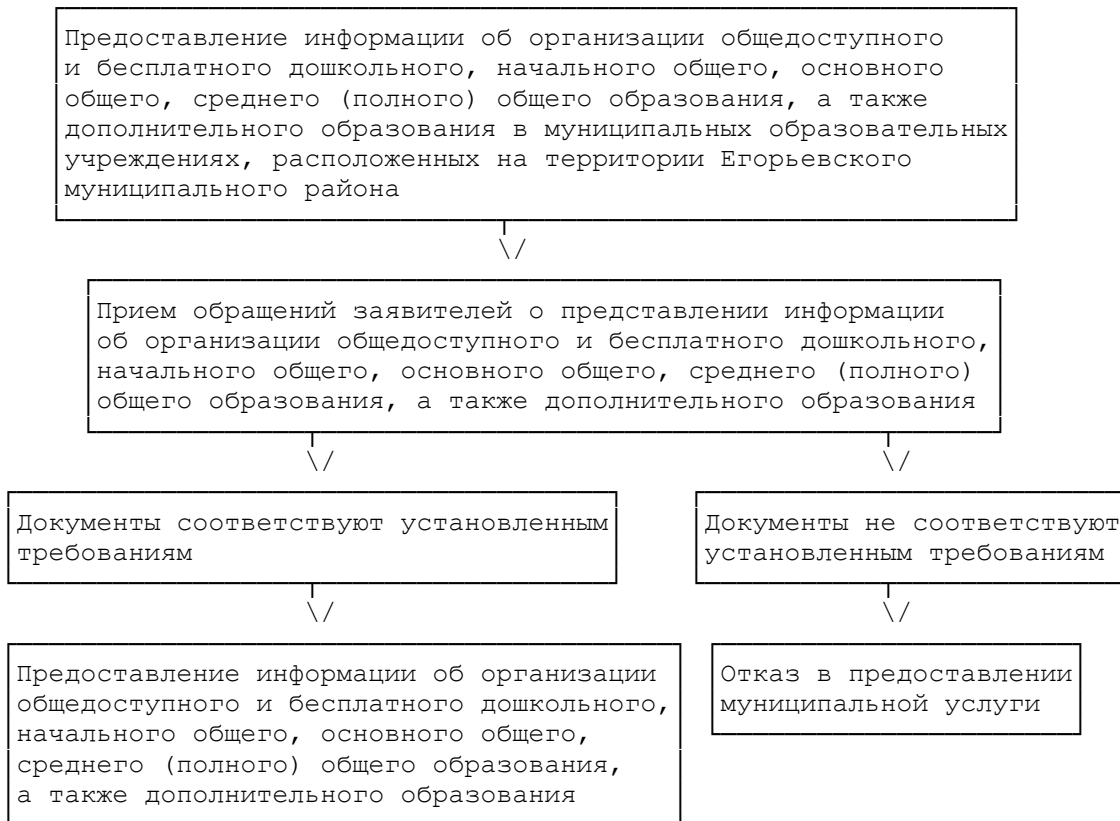 Предоставление информации об организации общедоступного
и бесплатного дошкольного, начального общего, основного
общего, среднего (полного) общего образования, а также
дополнительного образования в муниципальных образовательных
учреждениях, расположенных на территории Егорьевского
муниципального района
Прием обращений заявителей о представлении информации
об организации общедоступного и бесплатного дошкольного,
начального общего, основного общего, среднего (полного)
общего образования, а также дополнительного образования
Документы соответствуют установленным
требованиям
Документы не соответствуют
установленным требованиям
Предоставление информации об организации
общедоступного и бесплатного дошкольного,
начального общего, основного общего,
среднего (полного) общего образования,
а также дополнительного образования
Отказ в предоставлении
муниципальной услуги